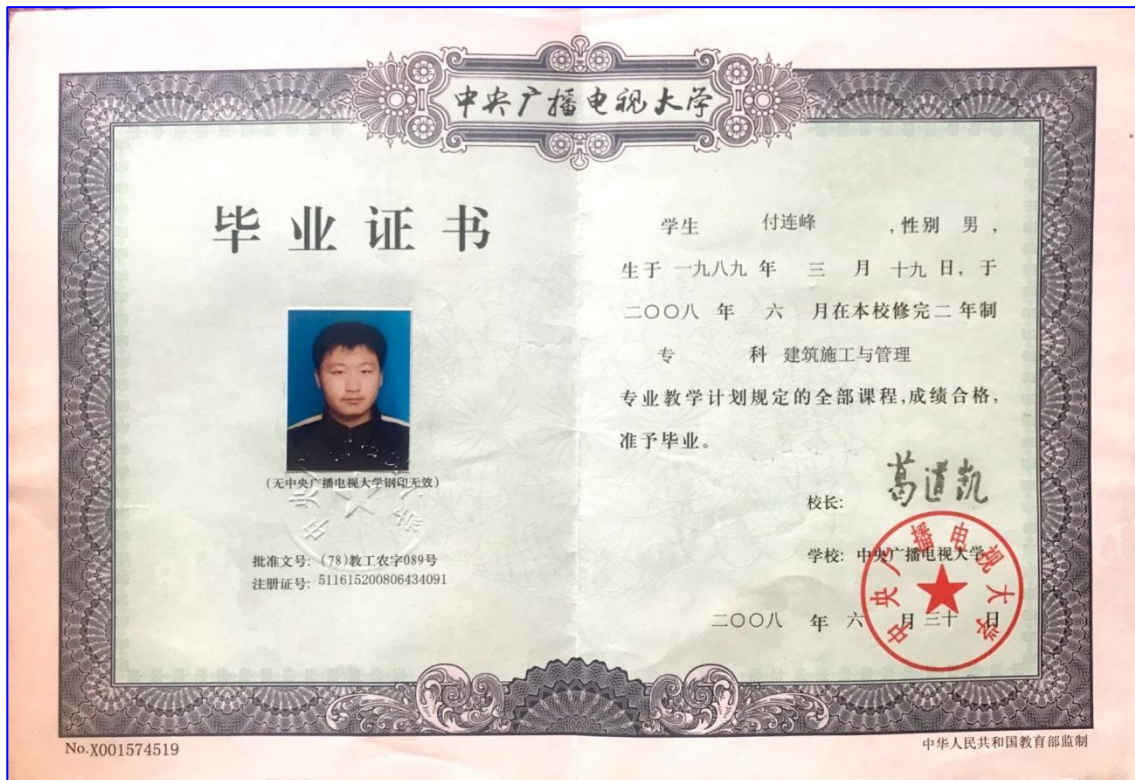 中央广播电视大学
毕业证书
(无中央广播电视大学钢印无效)
批准文号: (78)教工农字089号
注册证号: 511615200806434091
学生 付连峰 ,性别 男,
生于 一九八九 年 三 月 十九 日, 于
二〇〇八 年 六 月在本校修完二 年制
专 科 建筑施工与管理
专业教学计划规定的全部课程,成绩合格,
准予毕业。
校长: 葛道凯
学校: 中央广播电视大学
中央广播电视大学
二〇〇八 年 六 月 三十 日
No.X001574519
中华人民共和国教育部监制